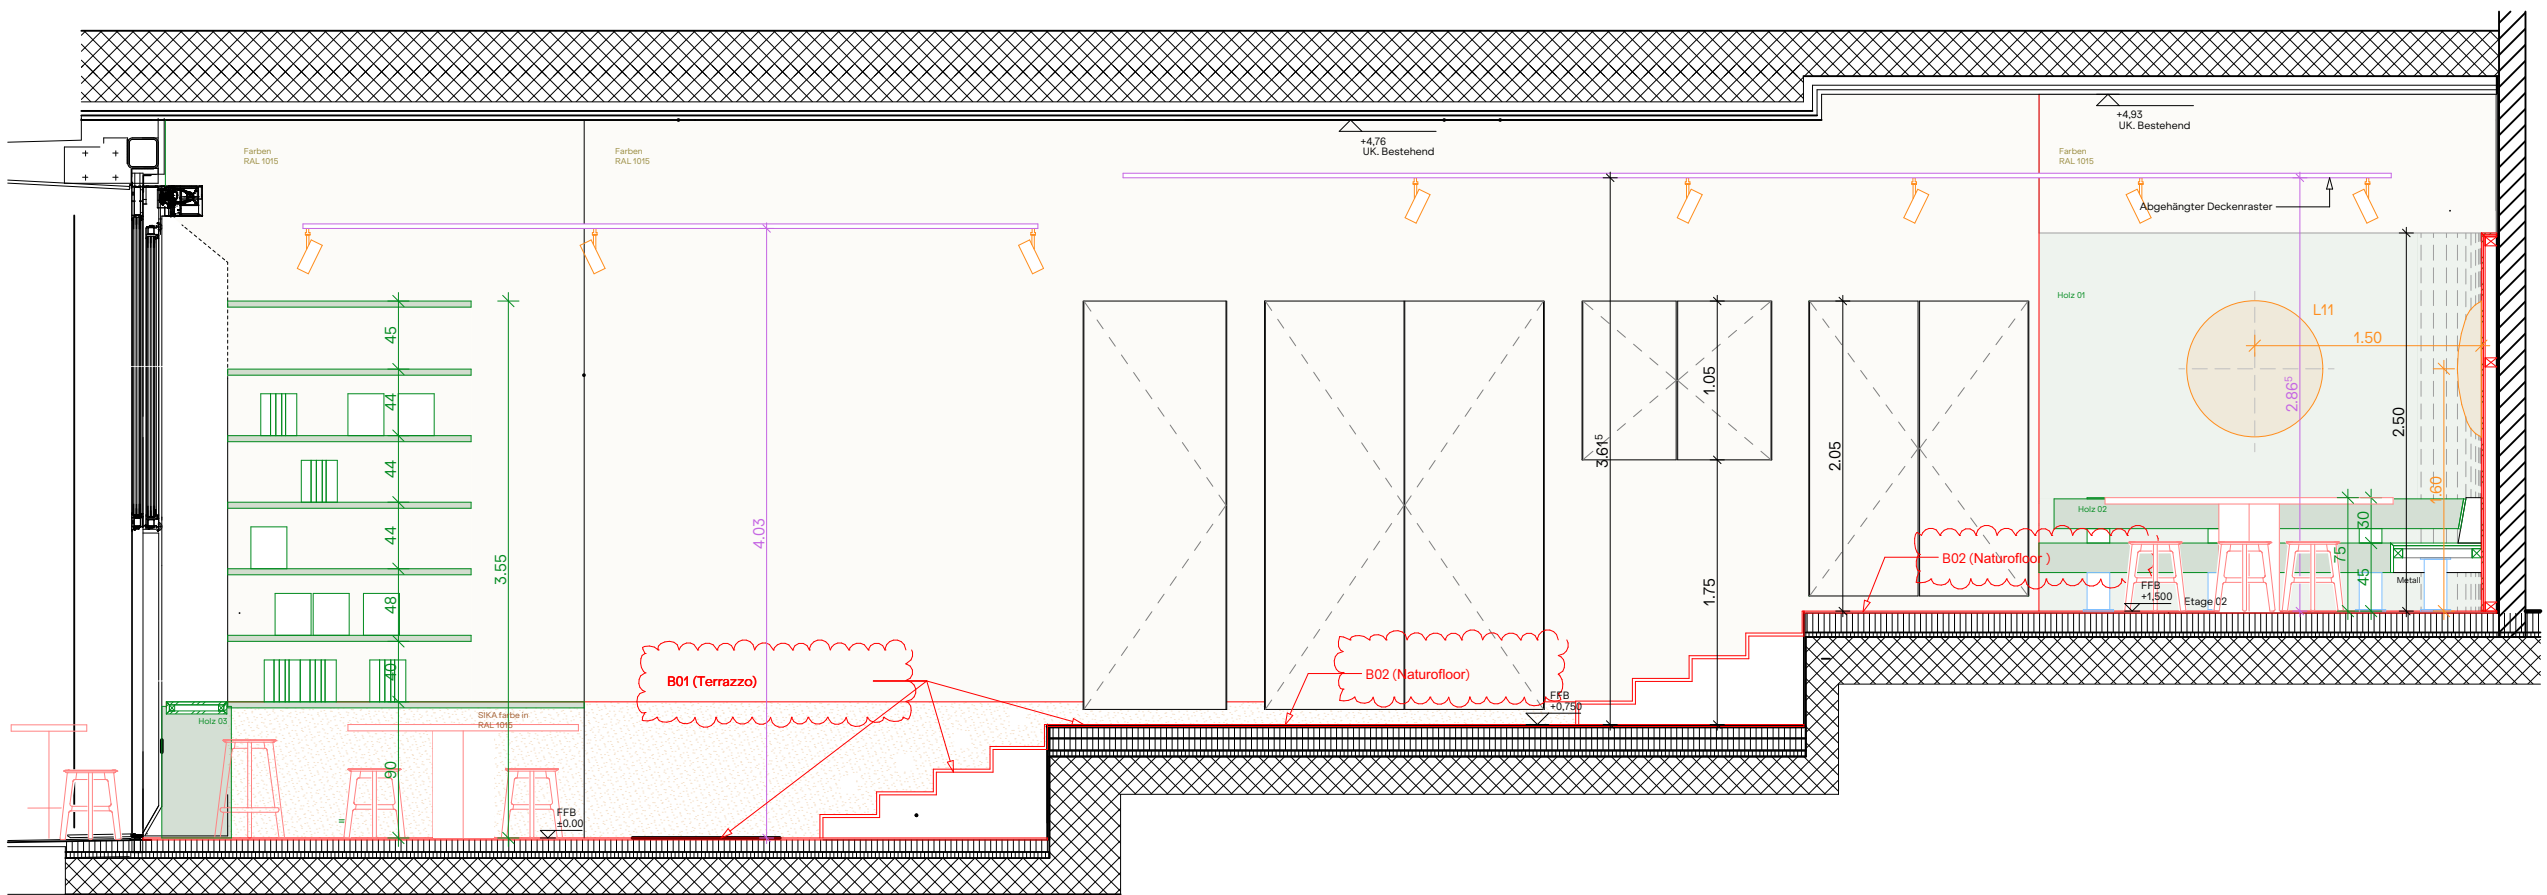 Farben
RAL 1015
Farben
RAL 1015
+4,76
UK. Bestehend
+4,93
UK. Bestehend
Farben
RAL 1015
Abgehängter Deckenraster
Holz 01
L11
1.50
45
44
44
44
48
40
90
3.55
4.03
3.61⁵
1.05
1.75
2.05
2.86⁵
2.50
1.60
Holz 02
30
75
45
B02 (Naturofloor )
Metall
FFB
+1,500
Etage 02
B01 (Terrazzo)
B02 (Naturofloor)
FFB
+0,750
Holz 03
SIKA farbe in
RAL 1015
=
FFB
±0.00